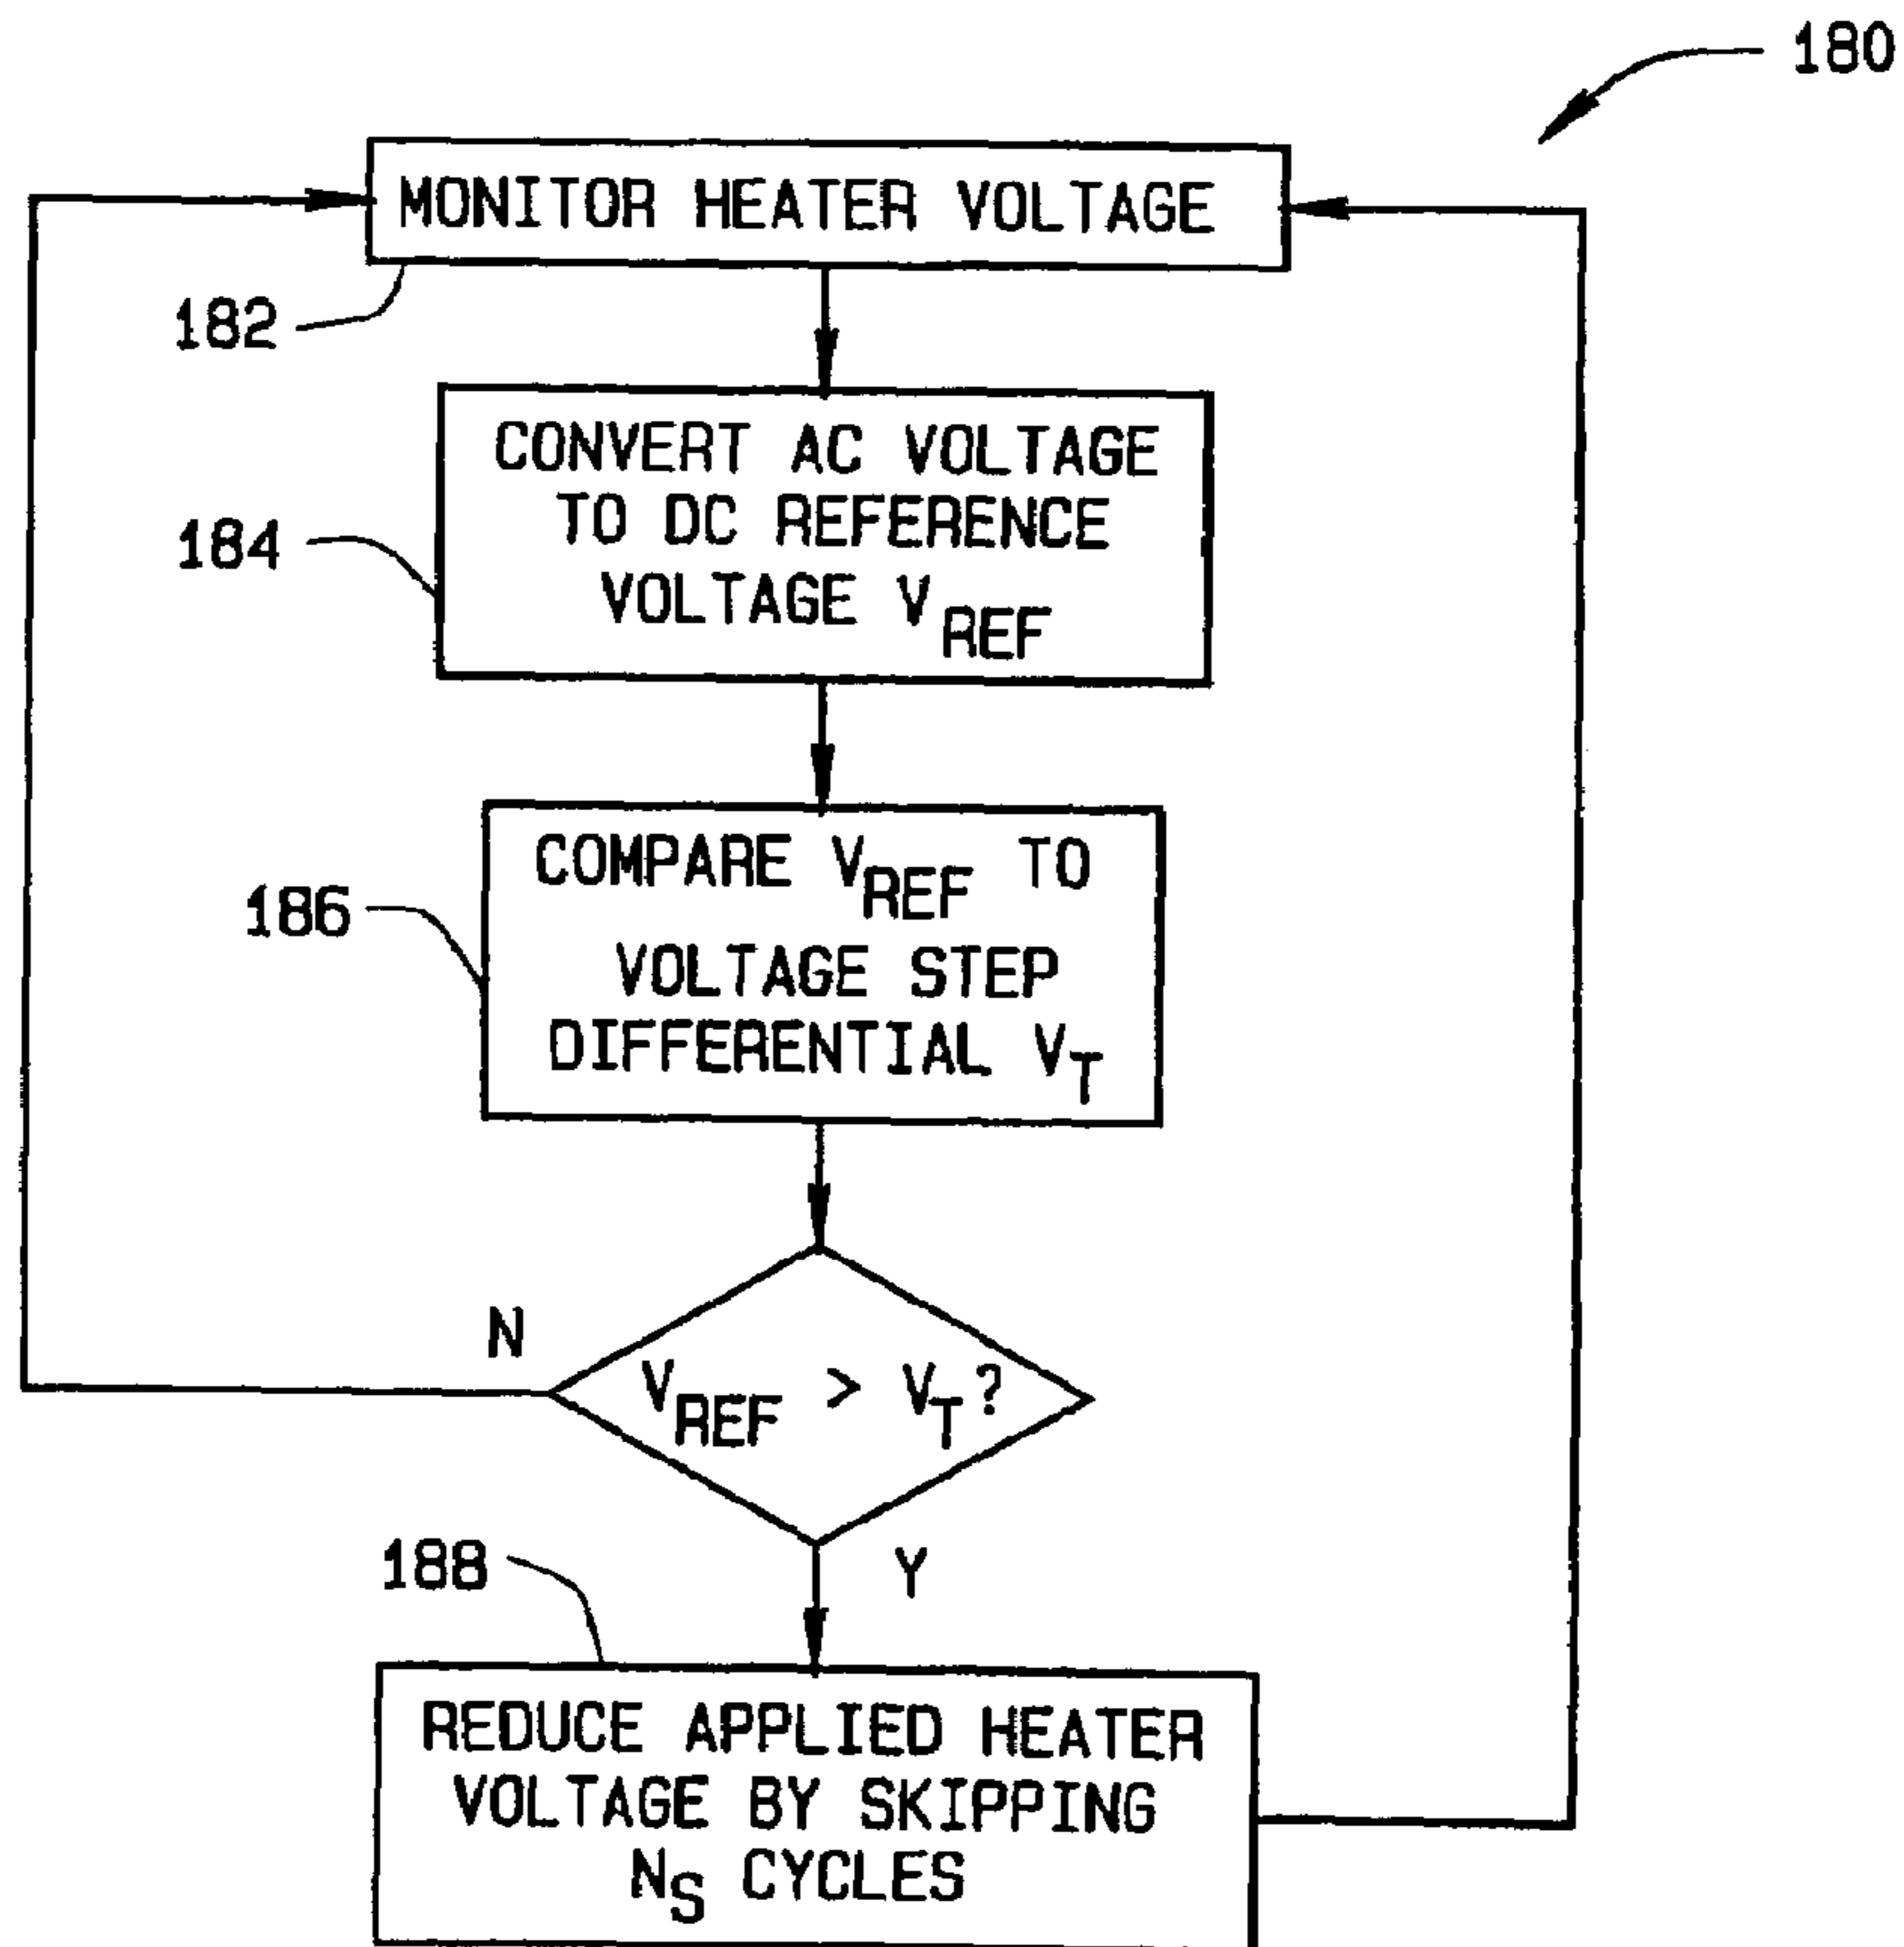 180
MONITOR HEATER VOLTAGE
182
CONVERT AC VOLTAGE
TO DC REFERENCE
VOLTAGE VREF
184
COMPARE VREF TO
VOLTAGE STEP
DIFFERENTIAL VT
186
N
VREF > VT?
Y
188
REDUCE APPLIED HEATER
VOLTAGE BY SKIPPING
NS CYCLES